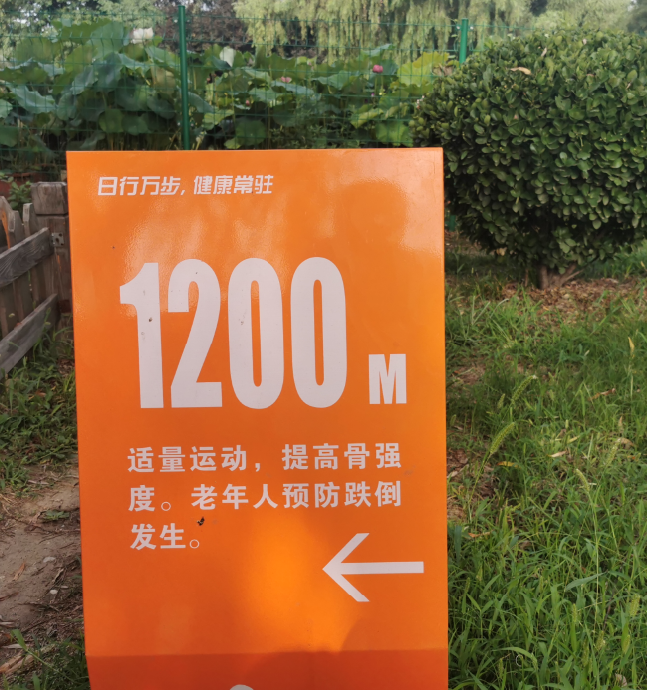 日行万步, 健康常驻
1200 M
适量运动，提高骨强
度。老年人预防跌倒
发生。